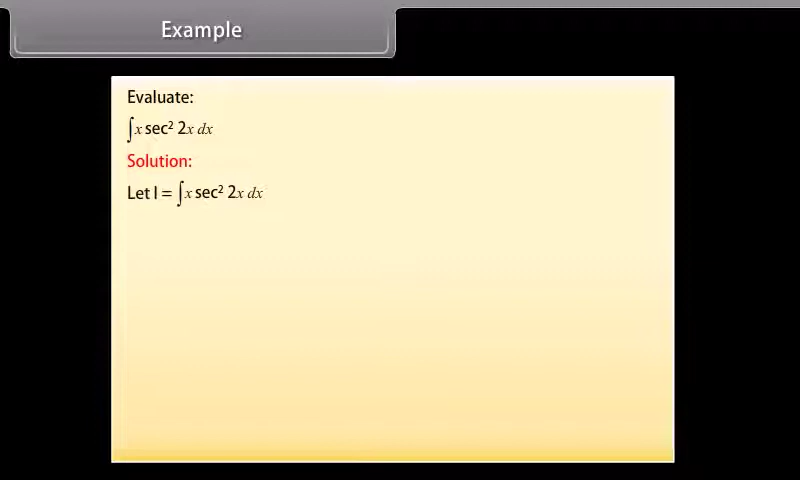 Example
Evaluate:
∫x sec² 2x dx
Solution:
Let I = ∫x sec² 2x dx